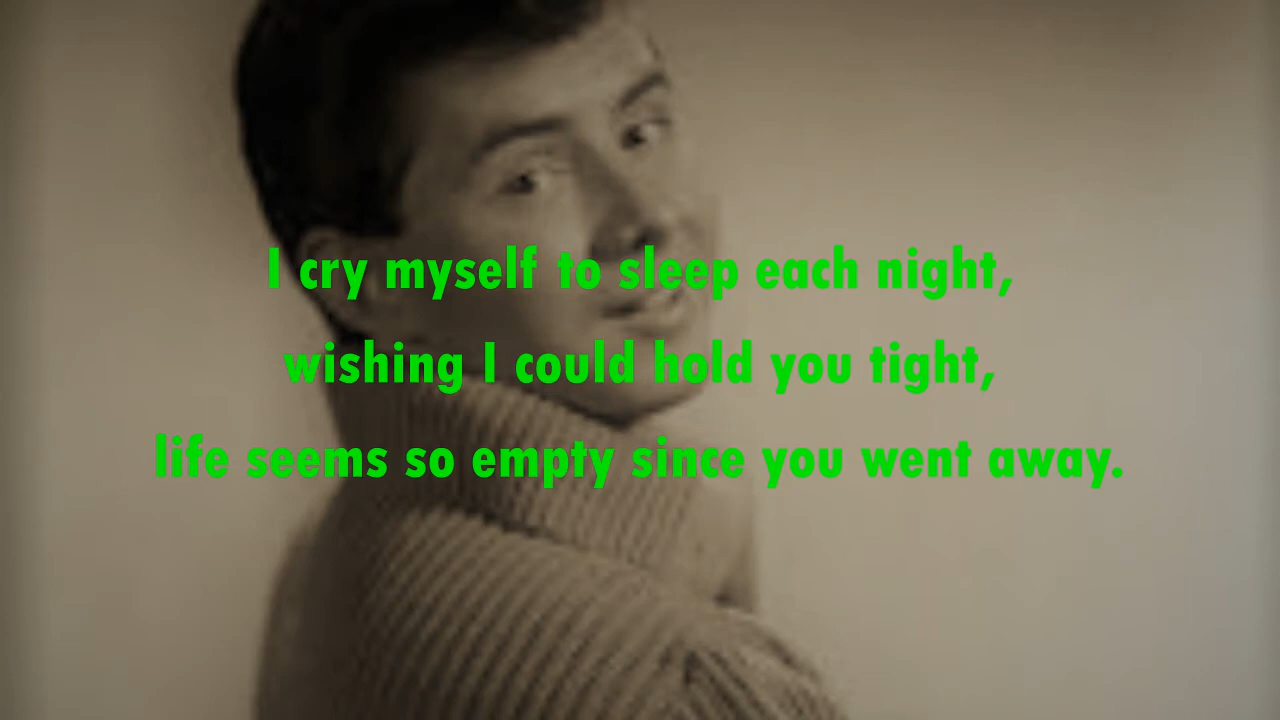 I cry myself to sleep each night,
wishing I could hold you tight,
life seems so empty since you went away.